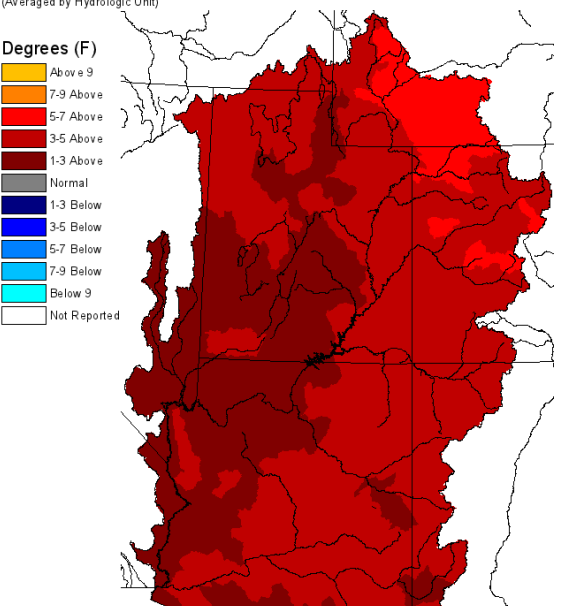 (Averaged by Hydrologic Unit)
Degrees (F)
Above 9
7-9 Above
5-7 Above
3-5 Above
1-3 Above
Normal
1-3 Below
3-5 Below
5-7 Below
7-9 Below
Below 9
Not Reported